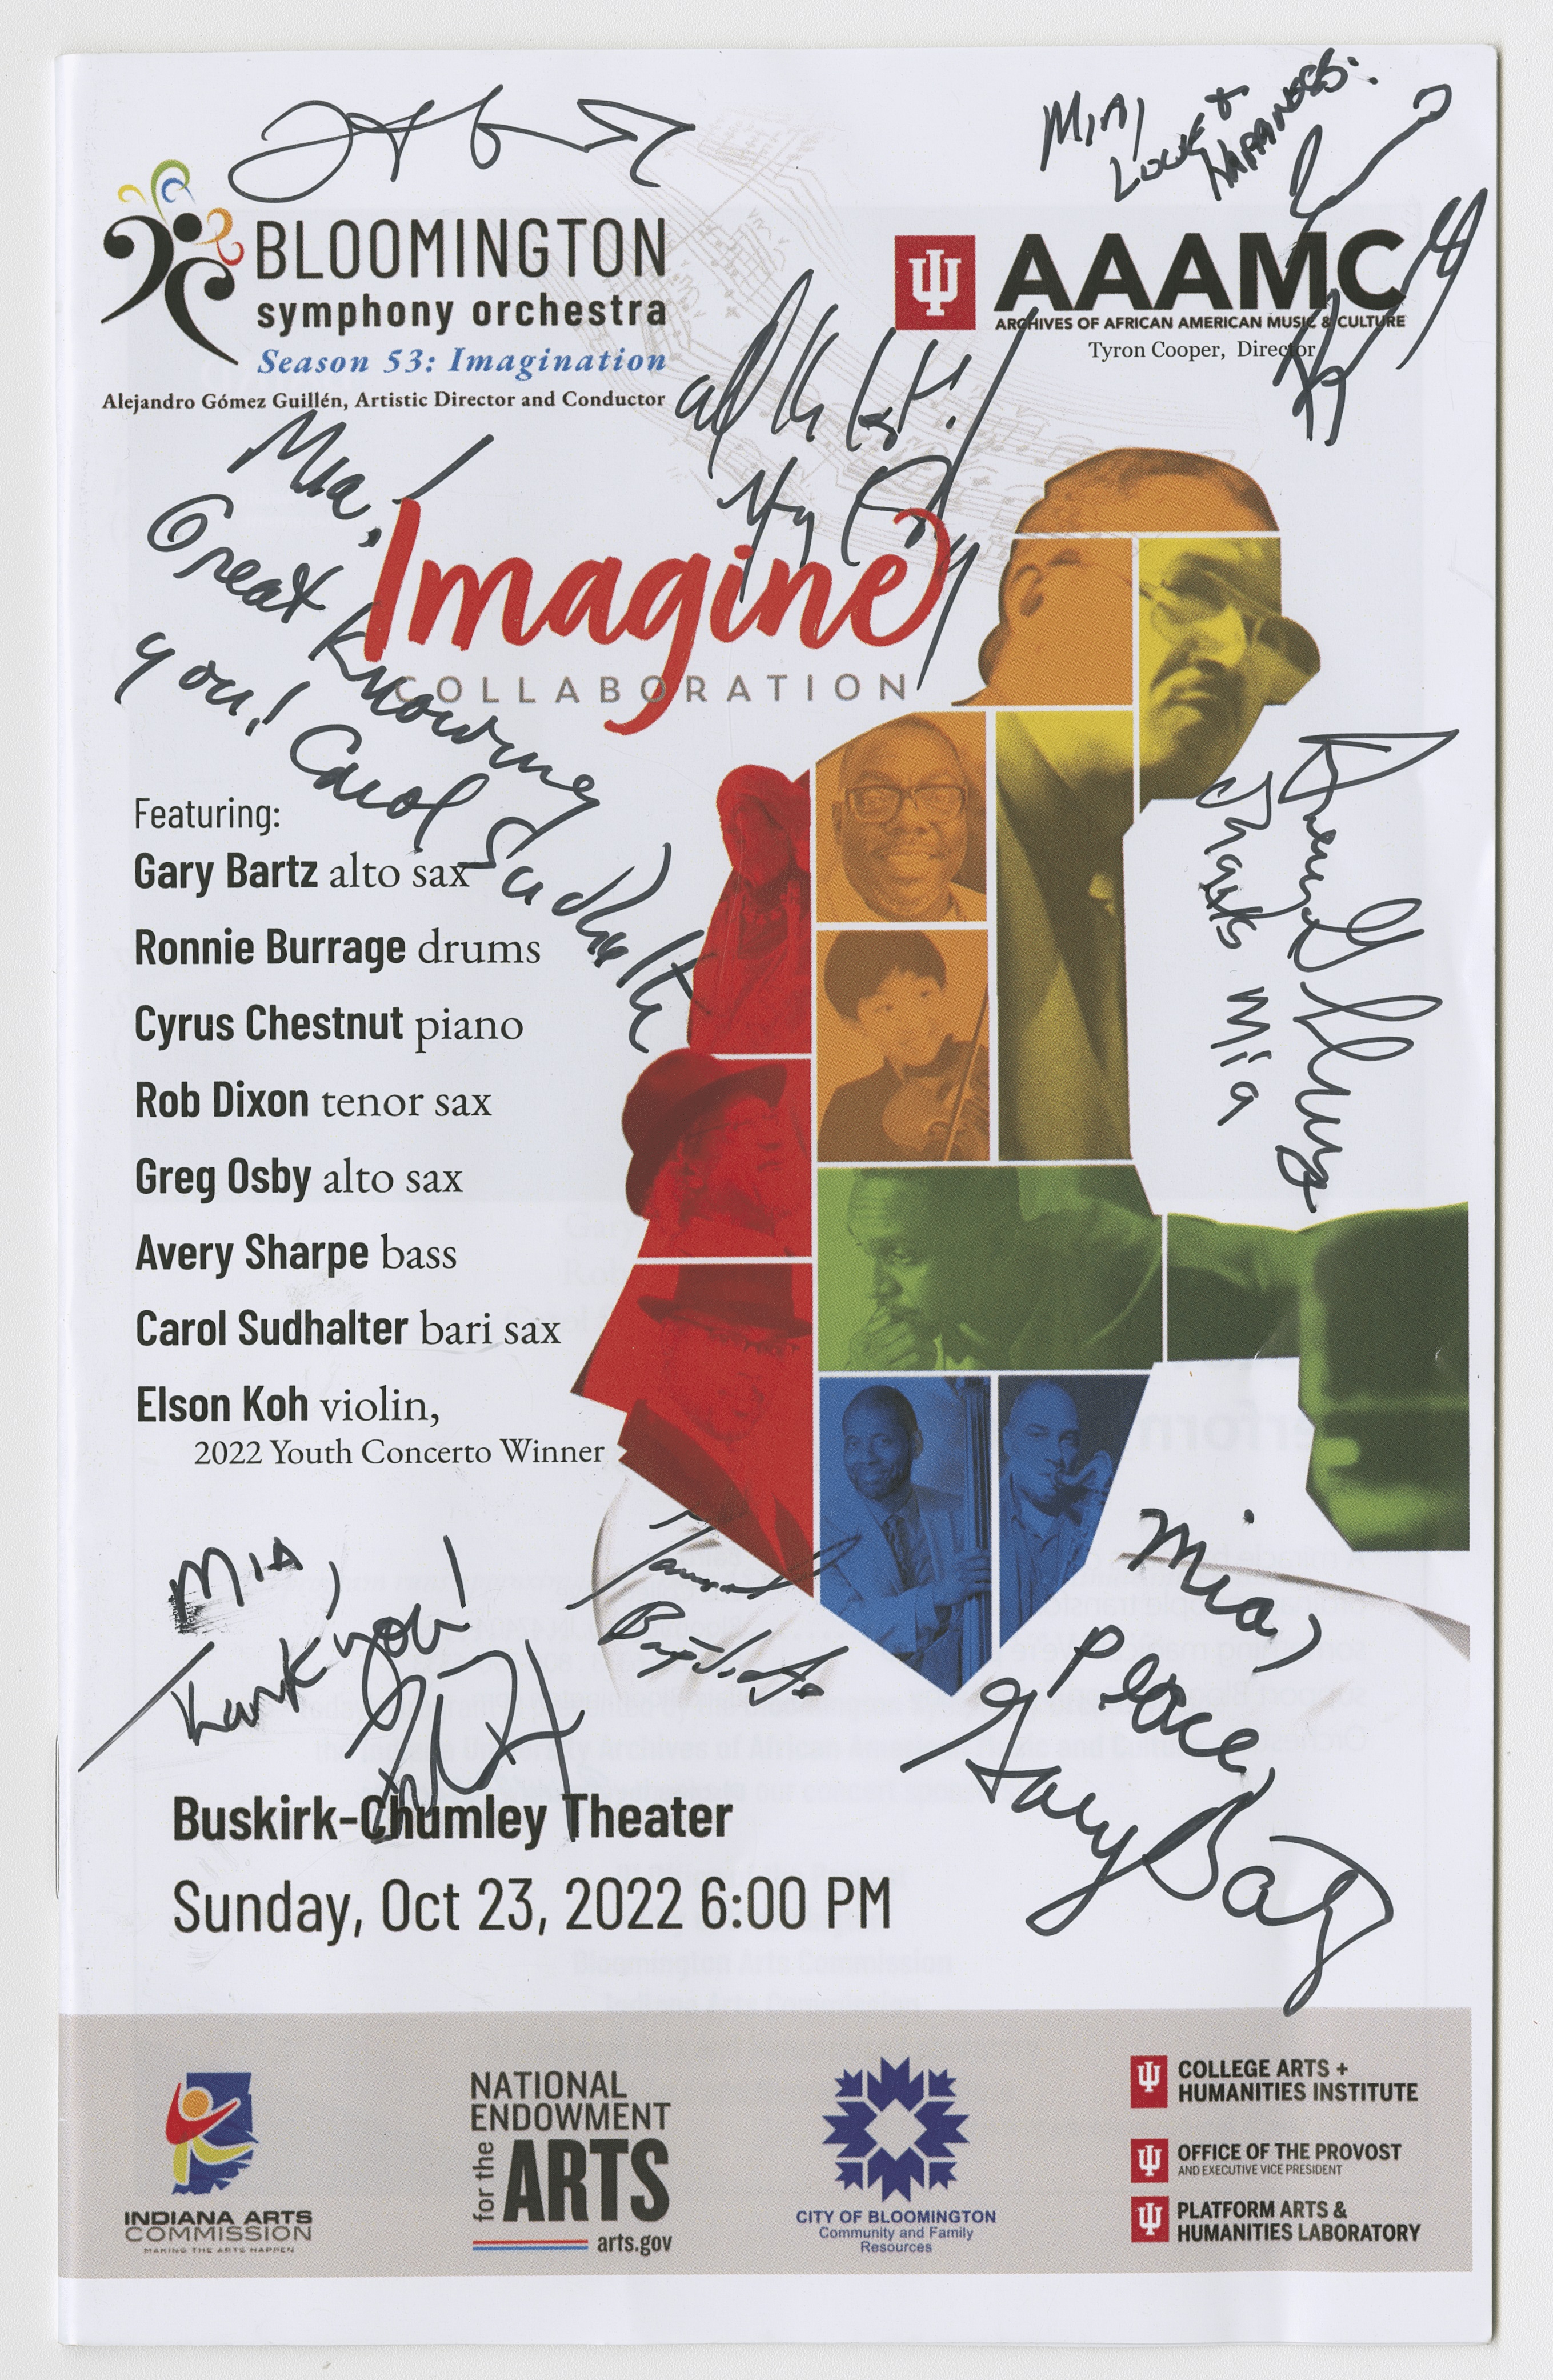 Mia,
Love +
Happiness.
BLOOMINGTON
symphony orchestra
Season 53: Imagination
Alejandro Gómez Guillén, Artistic Director and Conductor
AAAMC
ARCHIVES OF AFRICAN AMERICAN MUSIC & CULTURE
Tyron Cooper, Director
all the best!
Mia,
Great Knowing
you! Carol Sudhalter
Imagine
COLLABORATION
Thanks Mia
Featuring:
Gary Bartz alto sax
Ronnie Burrage drums
Cyrus Chestnut piano
Rob Dixon tenor sax
Greg Osby alto sax
Avery Sharpe bass
Carol Sudhalter bari sax
Elson Koh violin,
2022 Youth Concerto Winner
Mia,
Thank you!
Baptiste
Mia,
Peace,
Gary Bartz
Buskirk-Chumley Theater
Sunday, Oct 23, 2022 6:00 PM
INDIANA ARTS
COMMISSION
MAKING THE ARTS HAPPEN
NATIONAL
ENDOWMENT
for the
ARTS
arts.gov
CITY OF BLOOMINGTON
Community and Family
Resources
COLLEGE ARTS +
HUMANITIES INSTITUTE
OFFICE OF THE PROVOST
AND EXECUTIVE VICE PRESIDENT
PLATFORM ARTS &
HUMANITIES LABORATORY